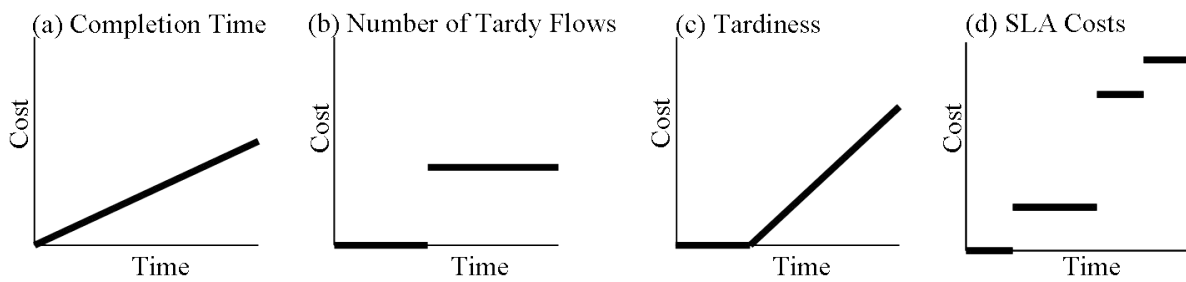 (a) Completion Time
Cost
Time
(b) Number of Tardy Flows
Cost
Time
(c) Tardiness
Cost
Time
(d) SLA Costs
Cost
Time